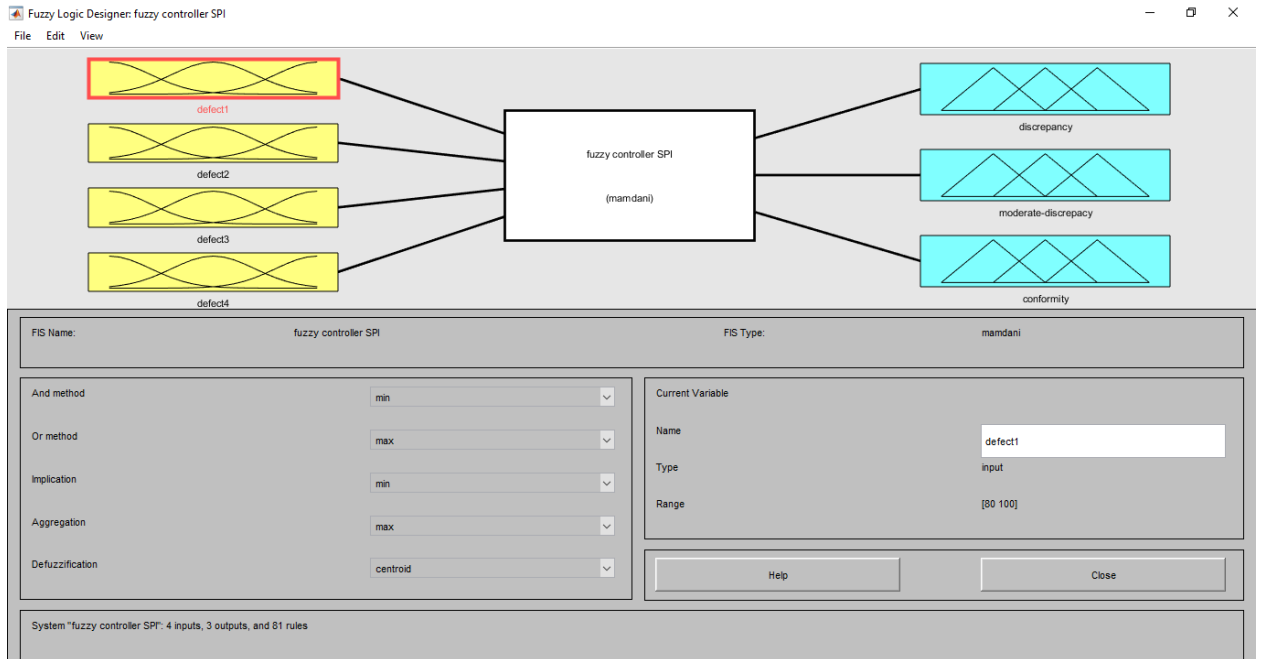 Fuzzy Logic Designer: fuzzy controller SPI
File Edit View
defect1
defect2
defect3
defect4
fuzzy controller SPI
(mamdani)
discrepancy
moderate-discrepacy
conformity
FIS Name: fuzzy controller SPI FIS Type: mamdani
And method min
Or method max
Implication min
Aggregation max
Defuzzification centroid
Current Variable
Name defect1
Type input
Range [80 100]
Help Close
System "fuzzy controller SPI": 4 inputs, 3 outputs, and 81 rules